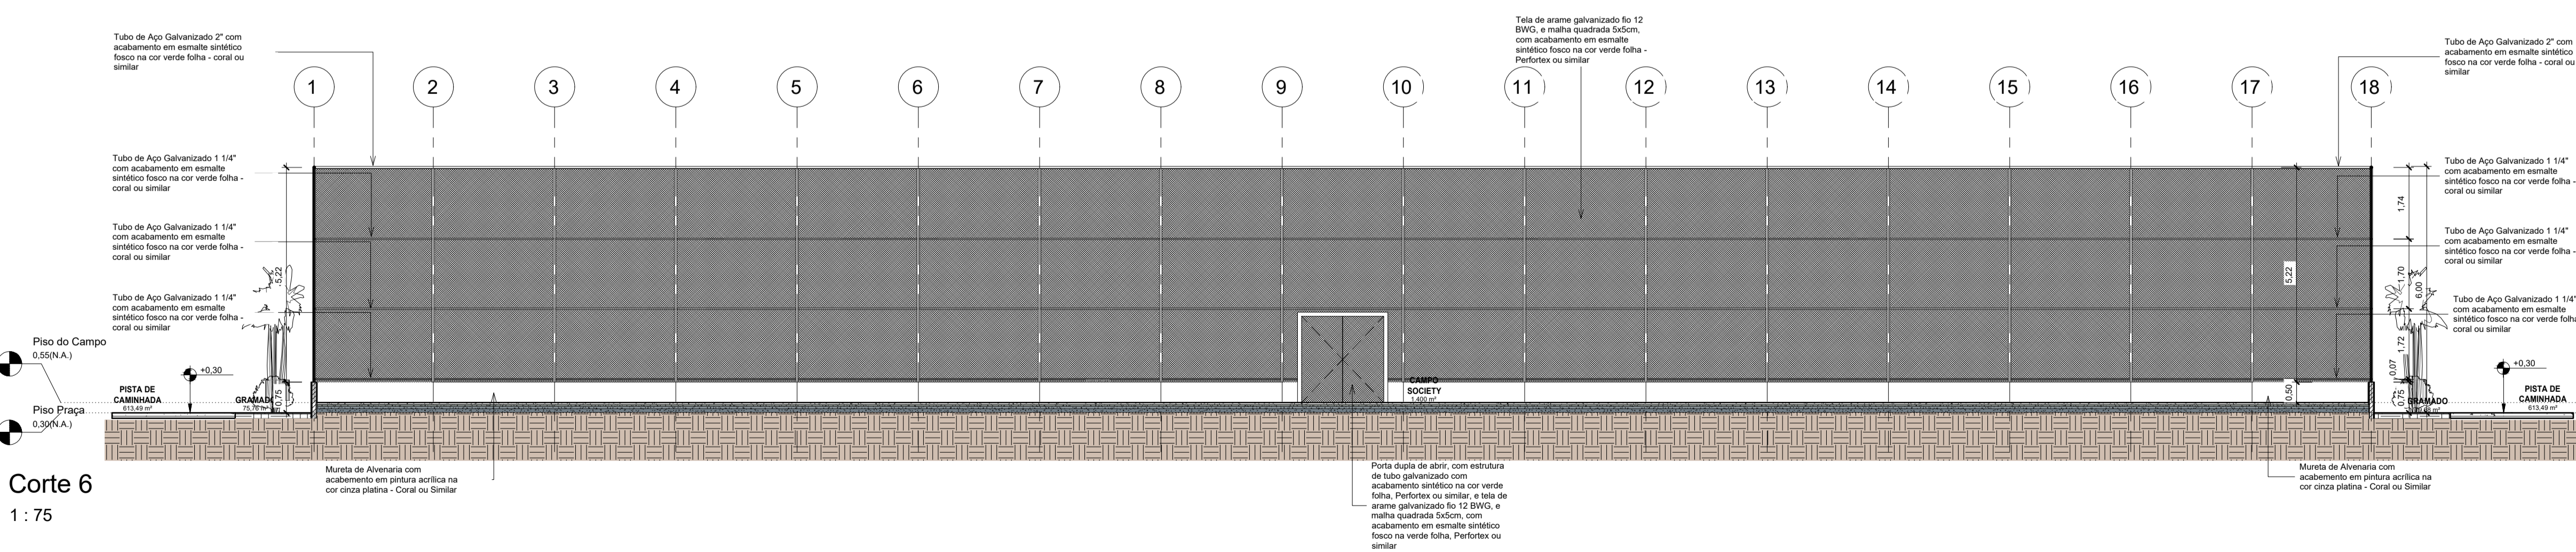 Tubo de Aço Galvanizado 2" com
acabamento em esmalte sintético
fosco na cor verde folha - coral ou
similar
Tela de arame galvanizado fio 12
BWG, e malha quadrada 5x5cm,
com acabamento em esmalte
sintético fosco na cor verde folha -
Perfortex ou similar
Tubo de Aço Galvanizado 2" com
acabamento em esmalte sintético
fosco na cor verde folha - coral ou
similar
1
2
3
4
5
6
7
8
9
10
11
12
13
14
15
16
17
18
Tubo de Aço Galvanizado 1 1/4"
com acabamento em esmalte
sintético fosco na cor verde folha -
coral ou similar
Tubo de Aço Galvanizado 1 1/4"
com acabamento em esmalte
sintético fosco na cor verde folha -
coral ou similar
Tubo de Aço Galvanizado 1 1/4"
com acabamento em esmalte
sintético fosco na cor verde folha -
coral ou similar
5,22
0,75
5,22
0,50
1,74
1,70
6,00
1,72
0,07
0,75
Tubo de Aço Galvanizado 1 1/4"
com acabamento em esmalte
sintético fosco na cor verde folha -
coral ou similar
Tubo de Aço Galvanizado 1 1/4"
com acabamento em esmalte
sintético fosco na cor verde folha -
coral ou similar
Tubo de Aço Galvanizado 1 1/4"
com acabamento em esmalte
sintético fosco na cor verde folha
coral ou similar
Piso do Campo
0,55(N.A.)
Piso Praça
0,30(N.A.)
+0,30
PISTA DE
CAMINHADA
613,49 m²
GRAMADO
75,76 m²
CAMPO
SOCIETY
1.400 m²
GRAMADO
+0,30
PISTA DE
CAMINHADA
613,49 m²
Mureta de Alvenaria com
acabemento em pintura acrílica na
cor cinza platina - Coral ou Similar
Porta dupla de abrir, com estrutura
de tubo galvanizado com
acabamento sintético na cor verde
folha, Perfortex ou similar, e tela de
arame galvanizado fio 12 BWG, e
malha quadrada 5x5cm, com
acabamento em esmalte sintético
fosco na verde folha, Perfortex ou
similar
Mureta de Alvenaria com
acabemento em pintura acrílica na
cor cinza platina - Coral ou Similar
Corte 6
1 : 75